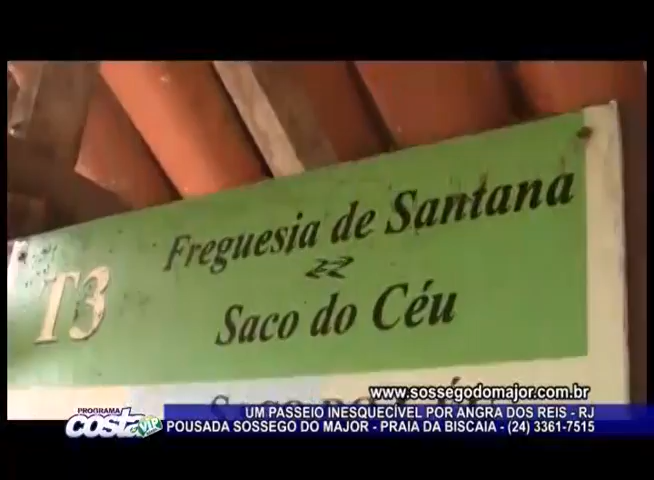 Freguesia de Santana
T3
Saco do Céu
www.sossegodomajor.com.br
PROGRAMA
COSTA VIP
UM PASSEIO INESQUECÍVEL POR ANGRA DOS REIS - RJ
POUSADA SOSSEGO DO MAJOR - PRAIA DA BISCAIA - (24) 3361-7515